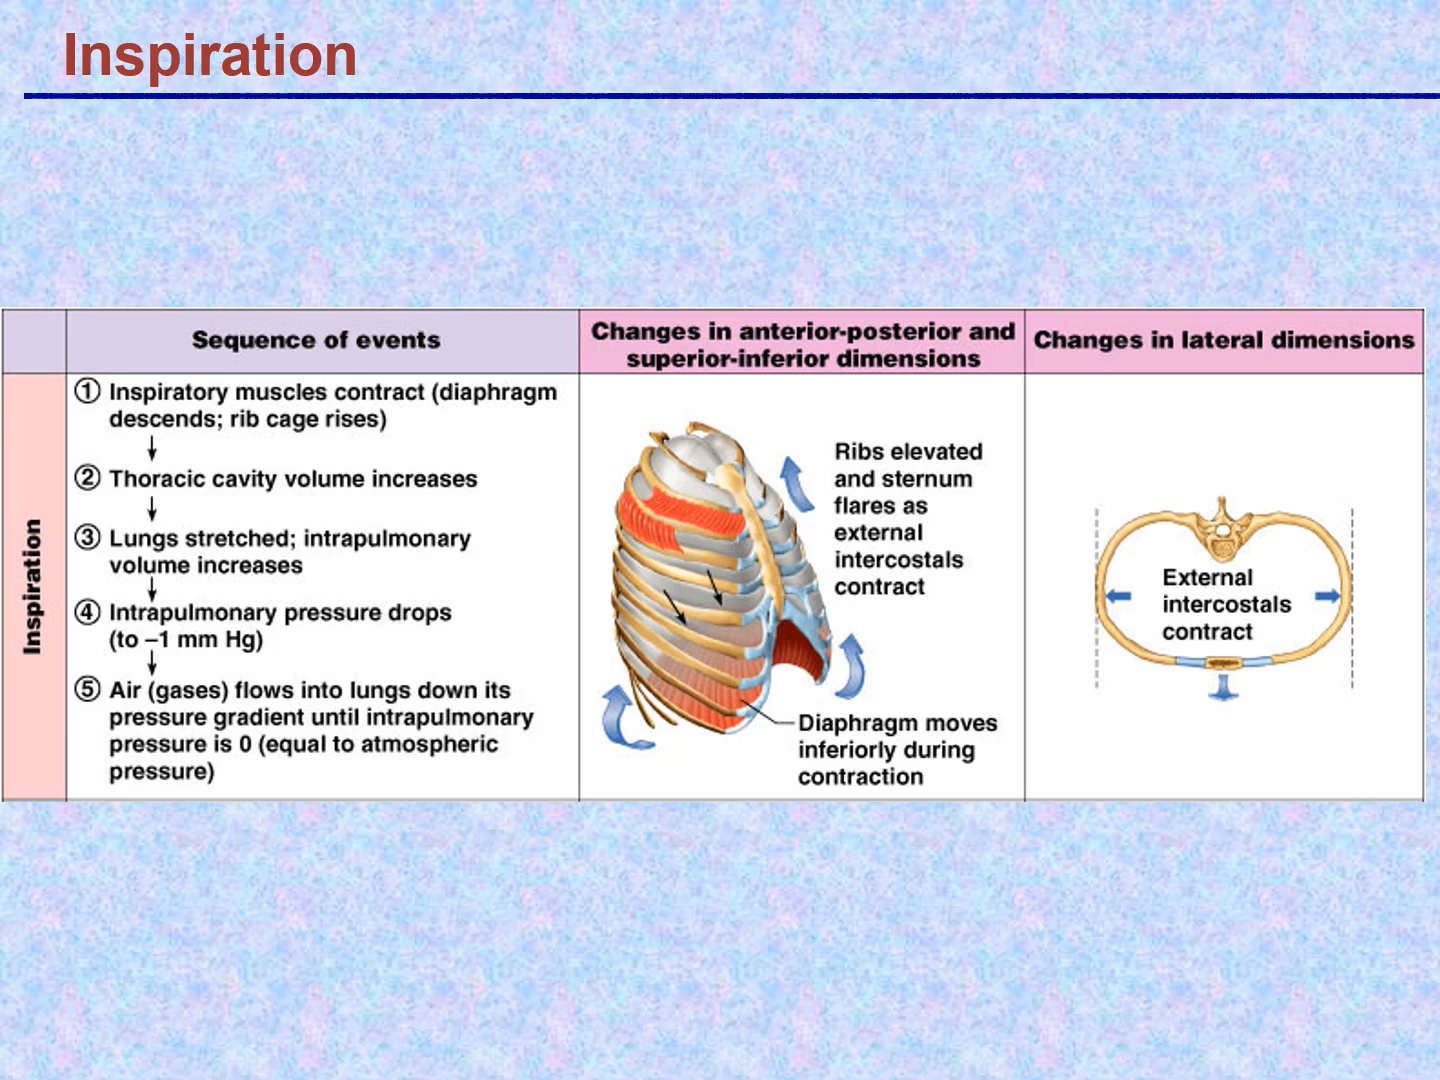 Inspiration
Sequence of events
Changes in anterior-posterior and
superior-inferior dimensions
Changes in lateral dimensions
Inspiration
① Inspiratory muscles contract (diaphragm
descends; rib cage rises)
② Thoracic cavity volume increases
③ Lungs stretched; intrapulmonary
volume increases
④ Intrapulmonary pressure drops
(to –1 mm Hg)
⑤ Air (gases) flows into lungs down its
pressure gradient until intrapulmonary
pressure is 0 (equal to atmospheric
pressure)
Ribs elevated
and sternum
flares as
external
intercostals
contract
Diaphragm moves
inferiorly during
contraction
External
intercostals
contract